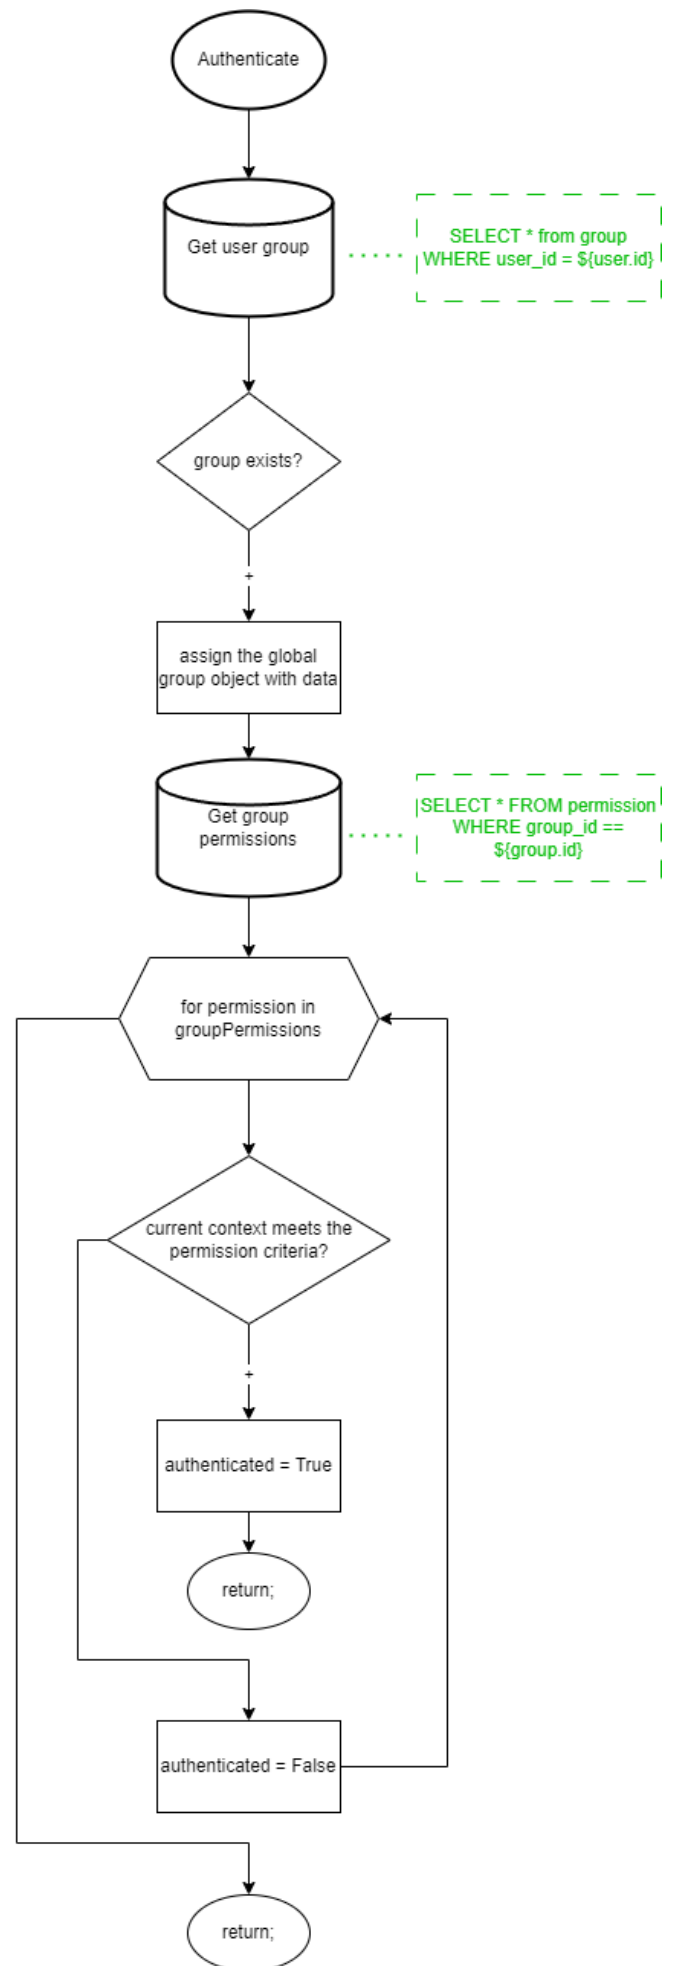 Authenticate
Get user group
SELECT * from group
WHERE user_id = ${user.id}
group exists?
+
assign the global
group object with data
Get group
permissions
SELECT * FROM permission
WHERE group_id ==
${group.id}
for permission in
groupPermissions
current context meets the
permission criteria?
+
authenticated = True
return;
authenticated = False
return;